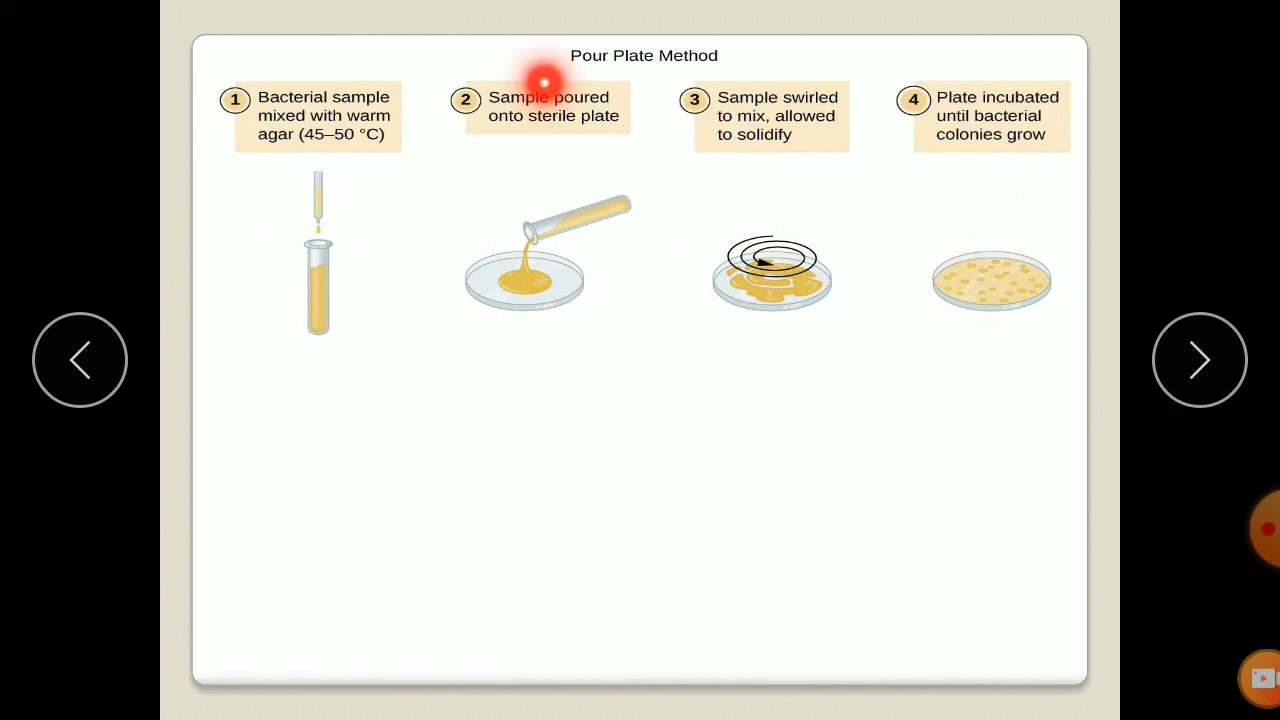 Pour Plate Method
1
Bacterial sample
mixed with warm
agar (45–50 °C)
2
Sample poured
onto sterile plate
3
Sample swirled
to mix, allowed
to solidify
4
Plate incubated
until bacterial
colonies grow